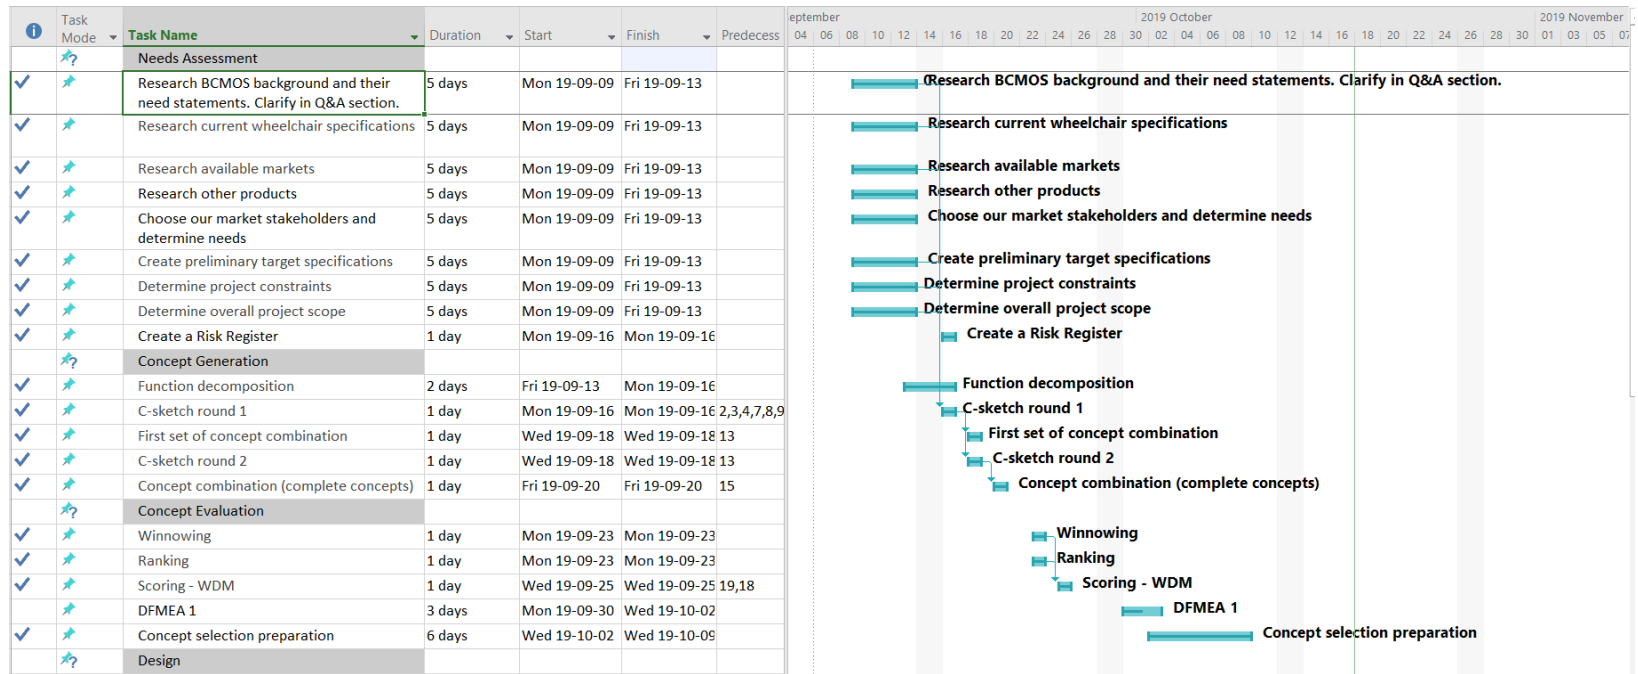 Task Mode Task Name Duration Start Finish Predecess
September 2019 October 2019 November
04 06 08 10 12 14 16 18 20 22 24 26 28 30 02 04 06 08 10 12 14 16 18 20 22 24 26 28 30 01 03 05 07
Needs Assessment
Research BCMOS background and their need statements. Clarify in Q&A section. 5 days Mon 19-09-09 Fri 19-09-13 Research BCMOS background and their need statements. Clarify in Q&A section.
Research current wheelchair specifications 5 days Mon 19-09-09 Fri 19-09-13 Research current wheelchair specifications
Research available markets 5 days Mon 19-09-09 Fri 19-09-13 Research available markets
Research other products 5 days Mon 19-09-09 Fri 19-09-13 Research other products
Choose our market stakeholders and determine needs 5 days Mon 19-09-09 Fri 19-09-13 Choose our market stakeholders and determine needs
Create preliminary target specifications 5 days Mon 19-09-09 Fri 19-09-13 Create preliminary target specifications
Determine project constraints 5 days Mon 19-09-09 Fri 19-09-13 Determine project constraints
Determine overall project scope 5 days Mon 19-09-09 Fri 19-09-13 Determine overall project scope
Create a Risk Register 1 day Mon 19-09-16 Mon 19-09-16 Create a Risk Register
Concept Generation
Function decomposition 2 days Fri 19-09-13 Mon 19-09-16 Function decomposition
C-sketch round 1 1 day Mon 19-09-16 Mon 19-09-16 2,3,4,7,8,9 C-sketch round 1
First set of concept combination 1 day Wed 19-09-18 Wed 19-09-18 13 First set of concept combination
C-sketch round 2 1 day Wed 19-09-18 Wed 19-09-18 13 C-sketch round 2
Concept combination (complete concepts) 1 day Fri 19-09-20 Fri 19-09-20 15 Concept combination (complete concepts)
Concept Evaluation
Winnowing 1 day Mon 19-09-23 Mon 19-09-23 Winnowing
Ranking 1 day Mon 19-09-23 Mon 19-09-23 Ranking
Scoring - WDM 1 day Wed 19-09-25 Wed 19-09-25 19,18 Scoring - WDM
DFMEA 1 3 days Mon 19-09-30 Wed 19-10-02 DFMEA 1
Concept selection preparation 6 days Wed 19-10-02 Wed 19-10-09 Concept selection preparation
Design